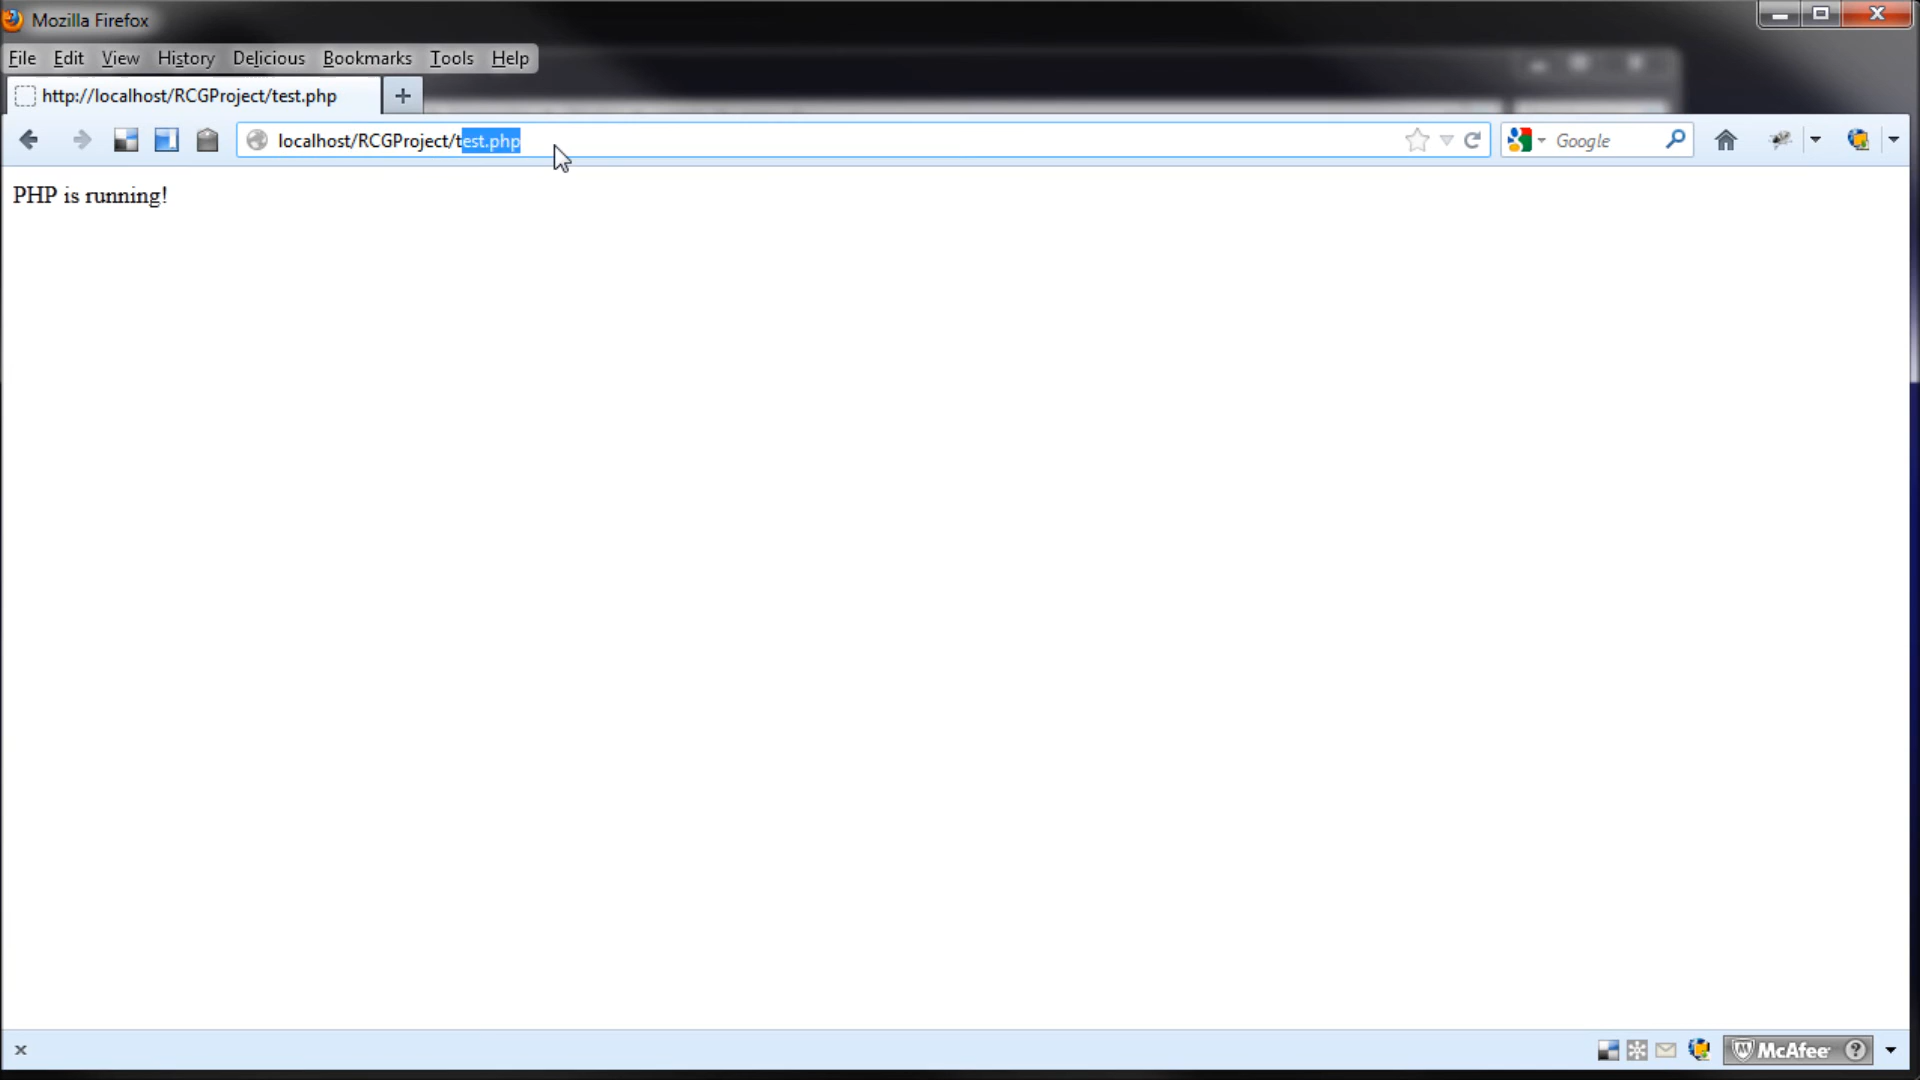 Mozilla Firefox
File Edit View History Delicious Bookmarks Tools Help
http://localhost/RCGProject/test.php
localhost/RCGProject/test.php
Google
PHP is running!
McAfee